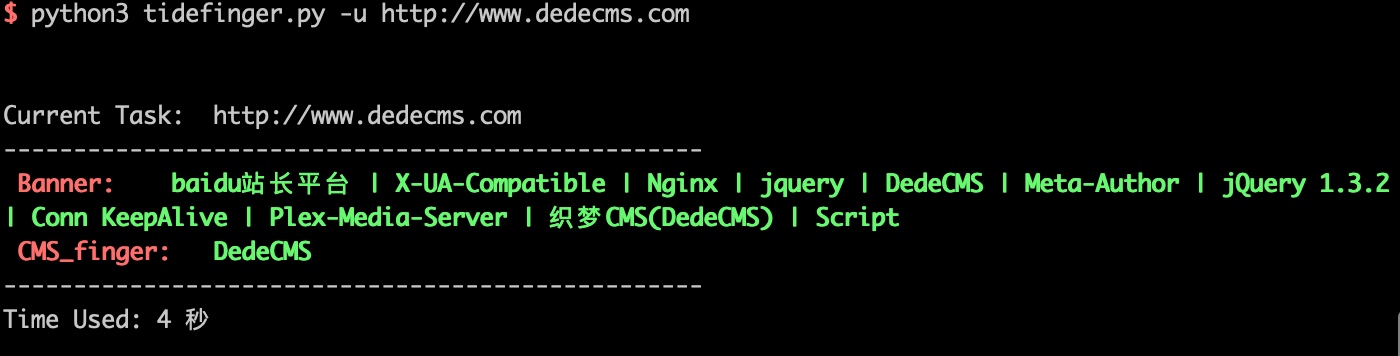 $ python3 tidefinger.py -u http://www.dedecms.com
Current Task:  http://www.dedecms.com
--------------------------------------------------
Banner:    baidu站长平台 | X-UA-Compatible | Nginx | jquery | DedeCMS | Meta-Author | jQuery 1.3.2
| Conn KeepAlive | Plex-Media-Server | 织梦CMS(DedeCMS) | Script
CMS_finger:   DedeCMS
--------------------------------------------------
Time Used: 4 秒